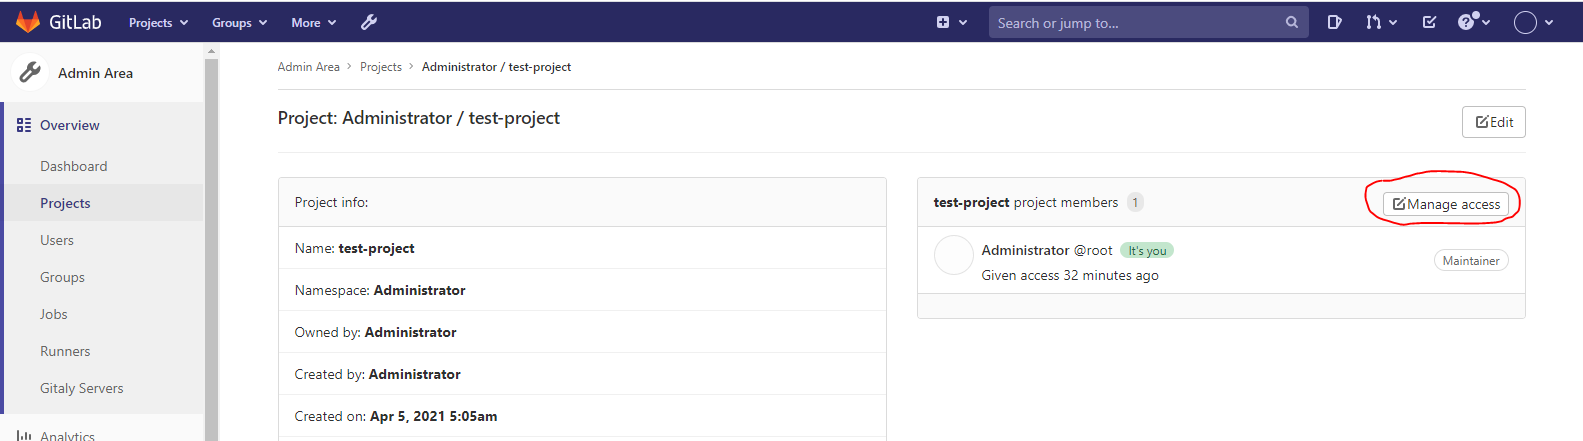 GitLab Projects Groups More Search or jump to...
Admin Area
Overview
Dashboard
Projects
Users
Groups
Jobs
Runners
Gitaly Servers
Analytics
Admin Area > Projects > Administrator / test-project
Project: Administrator / test-project
Edit
Project info:
Name: test-project
Namespace: Administrator
Owned by: Administrator
Created by: Administrator
Created on: Apr 5, 2021 5:05am
test-project project members 1
Manage access
Administrator @root It's you
Given access 32 minutes ago
Maintainer